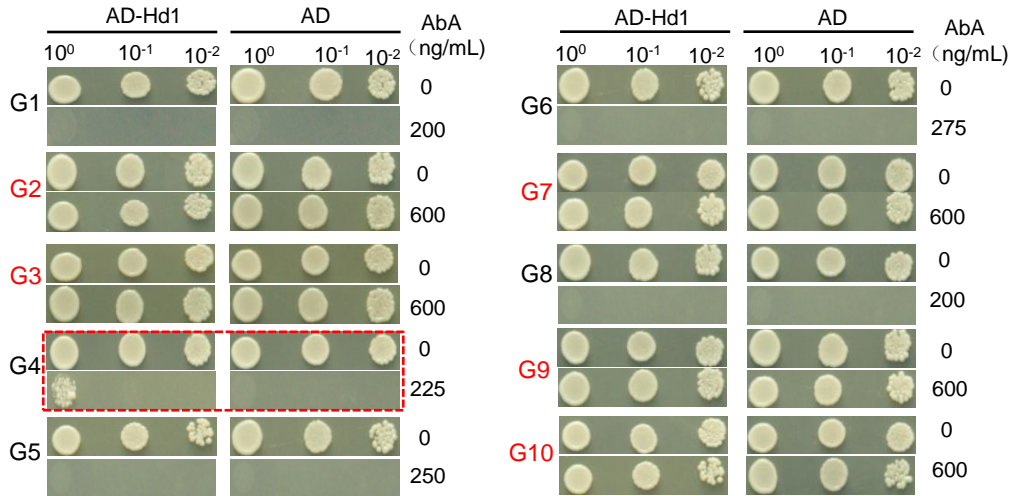 AD-Hd1 AD AbA
10⁰ 10⁻¹ 10⁻² 10⁰ 10⁻¹ 10⁻² (ng/mL)
G1 0
200
G2 0
600
G3 0
600
G4 0
225
G5 0
250
AD-Hd1 AD AbA
10⁰ 10⁻¹ 10⁻² 10⁰ 10⁻¹ 10⁻² (ng/mL)
G6 0
275
G7 0
600
G8 0
200
G9 0
600
G10 0
600